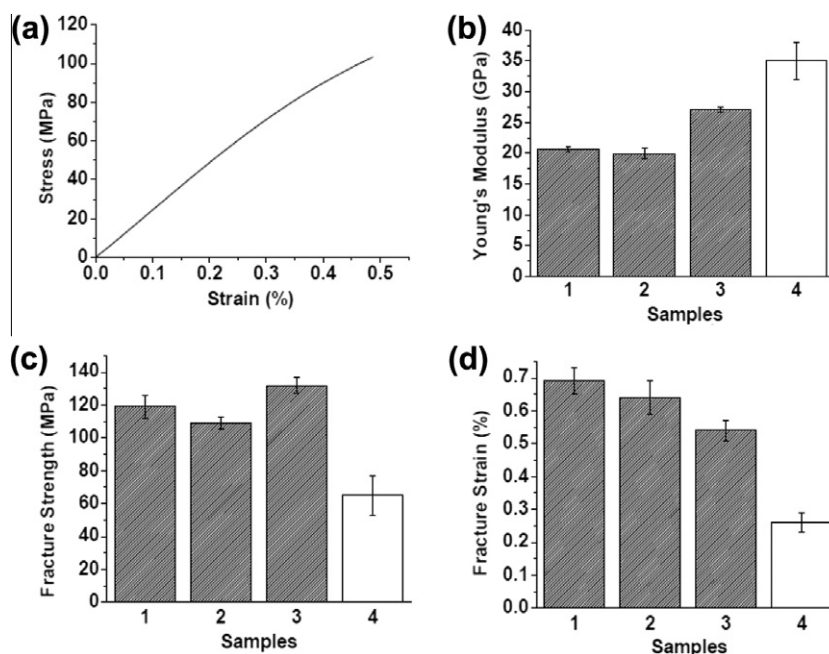 (a)
Stress (MPa)
120
100
80
60
40
20
0
0.0 0.1 0.2 0.3 0.4 0.5
Strain (%)
(b)
Young's Modulus (GPa)
40
35
30
25
20
15
10
5
0
1 2 3 4
Samples
(c)
Fracture Strength (MPa)
140
120
100
80
60
40
20
0
1 2 3 4
Samples
(d)
Fracture Strain (%)
0.7
0.6
0.5
0.4
0.3
0.2
0.1
0.0
1 2 3 4
Samples